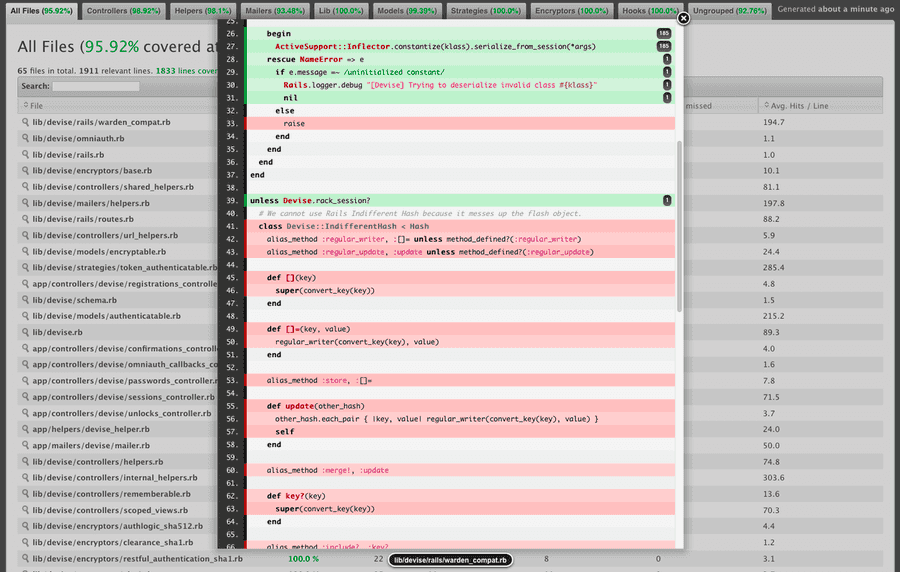 All Files (95.92%) Controllers (98.92%) Helpers (98.1%) Mailers (93.48%) Lib (100.0%) Models (99.39%) Strategies (100.0%) Encryptors (100.0%) Hooks (100.0%) Ungrouped (92.76%) Generated about a minute ago
All Files (95.92% covered at
65 files in total. 1911 relevant lines. 1833 lines cover
Search:
File missed Avg. Hits / Line
lib/devise/rails/warden_compat.rb 194.7
lib/devise/omniauth.rb 1.1
lib/devise/rails.rb 1.0
lib/devise/encryptors/base.rb 10.1
lib/devise/controllers/shared_helpers.rb 81.1
lib/devise/mailers/helpers.rb 197.8
lib/devise/rails/routes.rb 88.2
lib/devise/controllers/url_helpers.rb 5.9
lib/devise/models/encryptable.rb 24.4
lib/devise/strategies/token_authenticatable.rb 285.4
app/controllers/devise/registrations_controlle 4.8
lib/devise/schema.rb 1.5
lib/devise/models/authenticatable.rb 215.2
lib/devise.rb 89.3
app/controllers/devise/confirmations_controlle 4.0
app/controllers/devise/omniauth_callbacks_co 1.6
app/controllers/devise/passwords_controller.r 7.8
app/controllers/devise/sessions_controller.rb 71.5
app/controllers/devise/unlocks_controller.rb 3.7
app/helpers/devise_helper.rb 24.0
app/mailers/devise/mailer.rb 50.0
lib/devise/controllers/helpers.rb 74.8
lib/devise/controllers/internal_helpers.rb 303.6
lib/devise/controllers/rememberable.rb 13.6
lib/devise/controllers/scoped_views.rb 70.3
lib/devise/encryptors/authlogic_sha512.rb 4.4
lib/devise/encryptors/clearance_sha1.rb 1.2
lib/devise/encryptors/restful_authentication_sha1.rb 100.0 % 22 8 0 3.1
25.
26. begin 185
27. ActiveSupport::Inflector.constantize(klass).serialize_from_session(*args) 185
28. rescue NameError => e 1
29. if e.message =~ /uninitialized constant/ 1
30. Rails.logger.debug "[Devise] Trying to deserialize invalid class #{klass}" 1
31. nil 1
32. else
33. raise
34. end
35. end
36. end
37. end
38.
39. unless Devise.rack_session? 1
40. # We cannot use Rails Indifferent Hash because it messes up the flash object.
41. class Devise::IndifferentHash < Hash
42. alias_method :regular_writer, :[]= unless method_defined?(:regular_writer)
43. alias_method :regular_update, :update unless method_defined?(:regular_update)
44.
45. def [](key)
46. super(convert_key(key))
47. end
48.
49. def []=(key, value)
50. regular_writer(convert_key(key), value)
51. end
52.
53. alias_method :store, :[]=
54.
55. def update(other_hash)
56. other_hash.each_pair { |key, value| regular_writer(convert_key(key), value) }
57. self
58. end
59.
60. alias_method :merge!, :update
61.
62. def key?(key)
63. super(convert_key(key))
64. end
65.
66. alias_method :include?, :key?
lib/devise/rails/warden_compat.rb